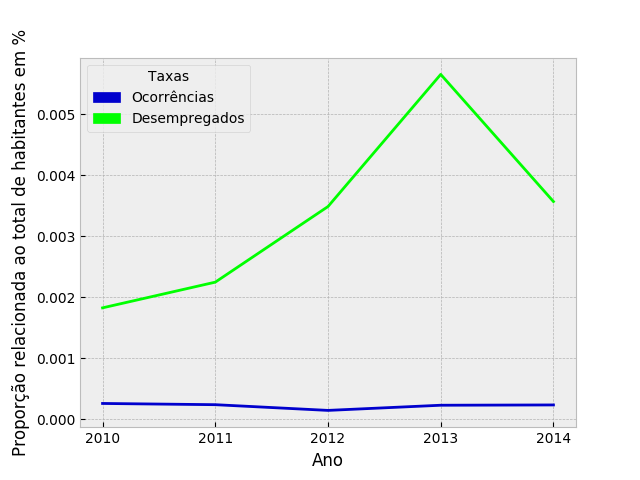 Proporção relacionada ao total de habitantes em %
Taxas
Ocorrências
Desempregados
0.005
0.004
0.003
0.002
0.001
0.000
2010
2011
2012
2013
2014
Ano